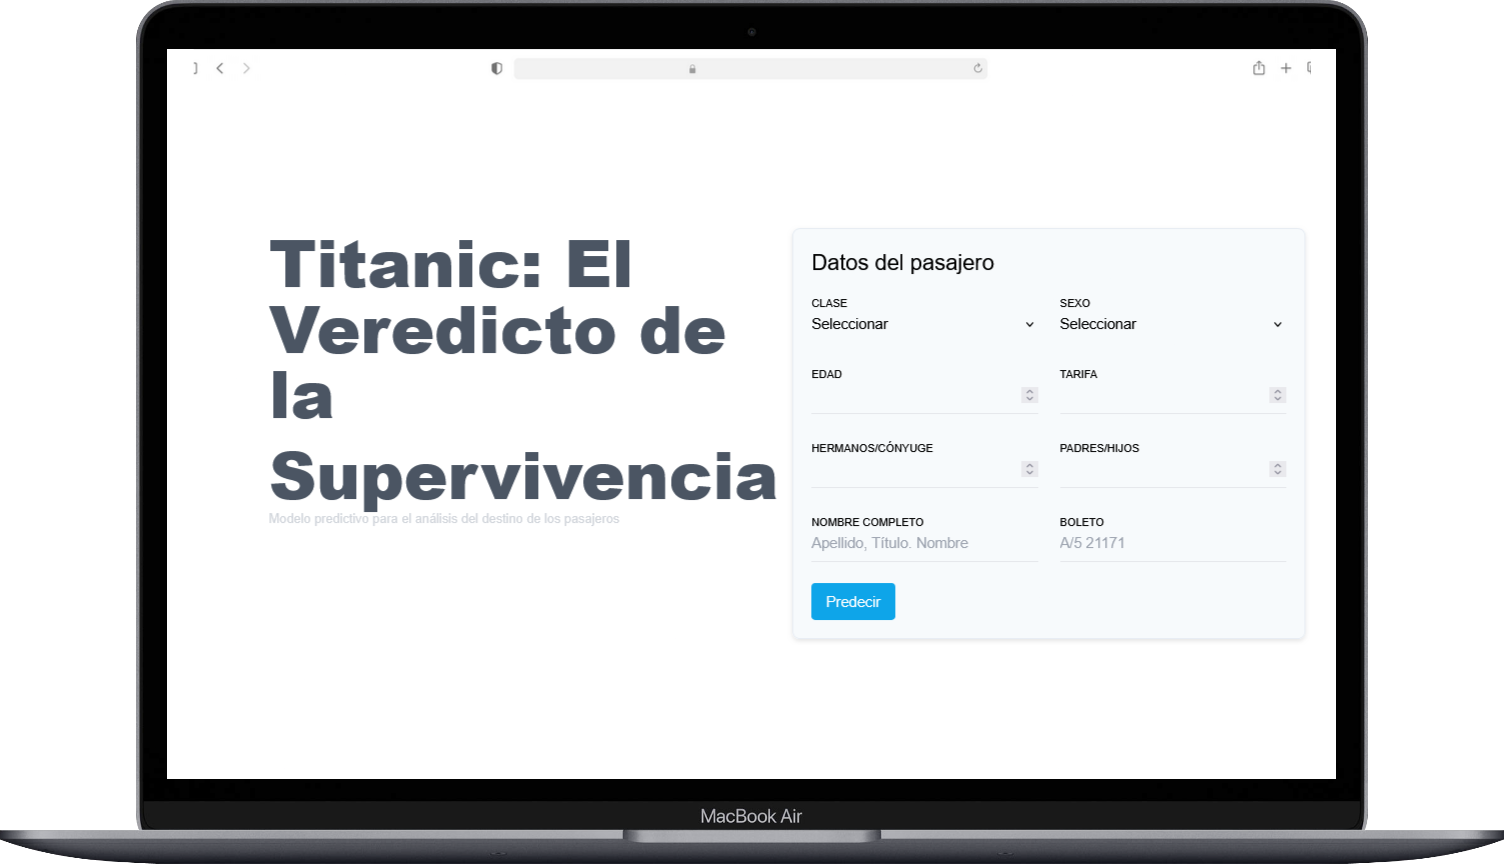 Titanic: El
Veredicto de
la
Supervivencia
Modelo predictivo para el análisis del destino de los pasajeros
Datos del pasajero
CLASE
Seleccionar
SEXO
Seleccionar
EDAD
TARIFA
HERMANOS/CÓNYUGE
PADRES/HIJOS
NOMBRE COMPLETO
Apellido, Título. Nombre
BOLETO
A/5 21171
Predecir
MacBook Air